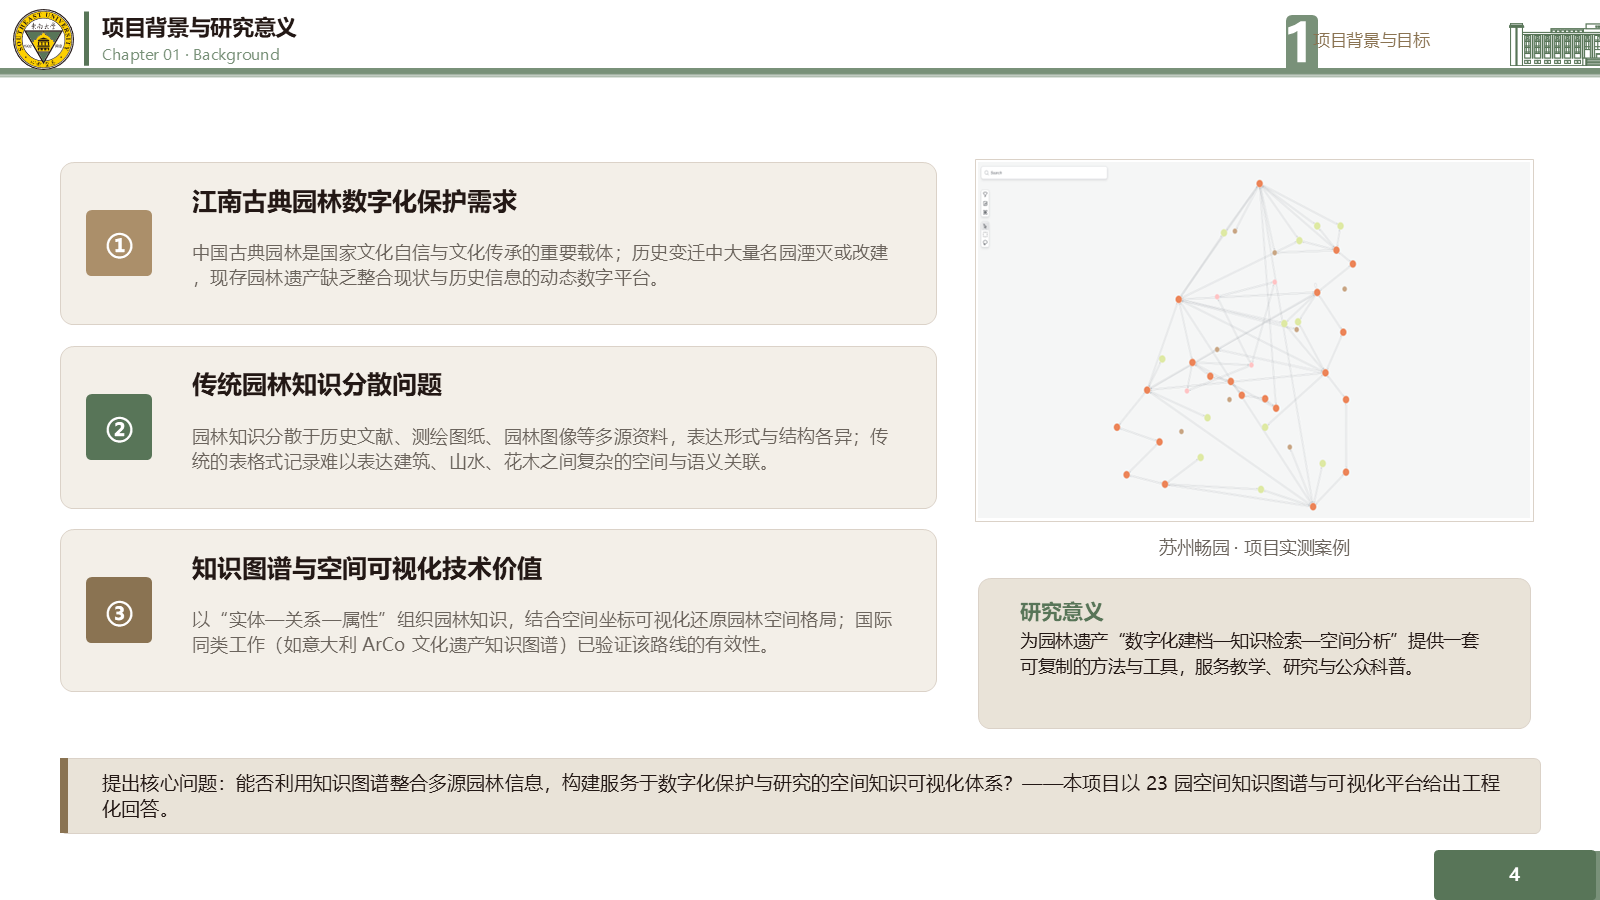 项目背景与研究意义
Chapter 01 · Background
1
项目背景与目标
①
江南古典园林数字化保护需求
中国古典园林是国家文化自信与文化传承的重要载体；历史变迁中大量名园湮灭或改建
，现存园林遗产缺乏整合现状与历史信息的动态数字平台。
②
传统园林知识分散问题
园林知识分散于历史文献、测绘图纸、园林图像等多源资料，表达形式与结构各异；传
统的表格式记录难以表达建筑、山水、花木之间复杂的空间与语义关联。
③
知识图谱与空间可视化技术价值
以“实体—关系—属性”组织园林知识，结合空间坐标可视化还原园林空间格局；国际
同类工作（如意大利 ArCo 文化遗产知识图谱）已验证该路线的有效性。
Search
苏州畅园 · 项目实测案例
研究意义
为园林遗产“数字化建档—知识检索—空间分析”提供一套
可复制的方法与工具，服务教学、研究与公众科普。
提出核心问题：能否利用知识图谱整合多源园林信息，构建服务于数字化保护与研究的空间知识可视化体系？——本项目以 23 园空间知识图谱与可视化平台给出工程
化回答。
4